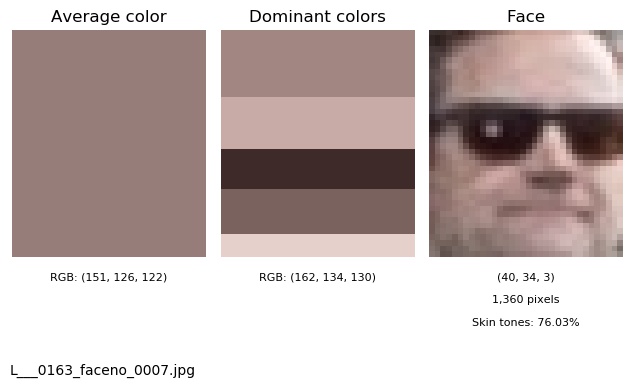 Average color
Dominant colors
Face
RGB: (151, 126, 122)
RGB: (162, 134, 130)
(40, 34, 3)
1,360 pixels
Skin tones: 76.03%
L___0163_faceno_0007.jpg